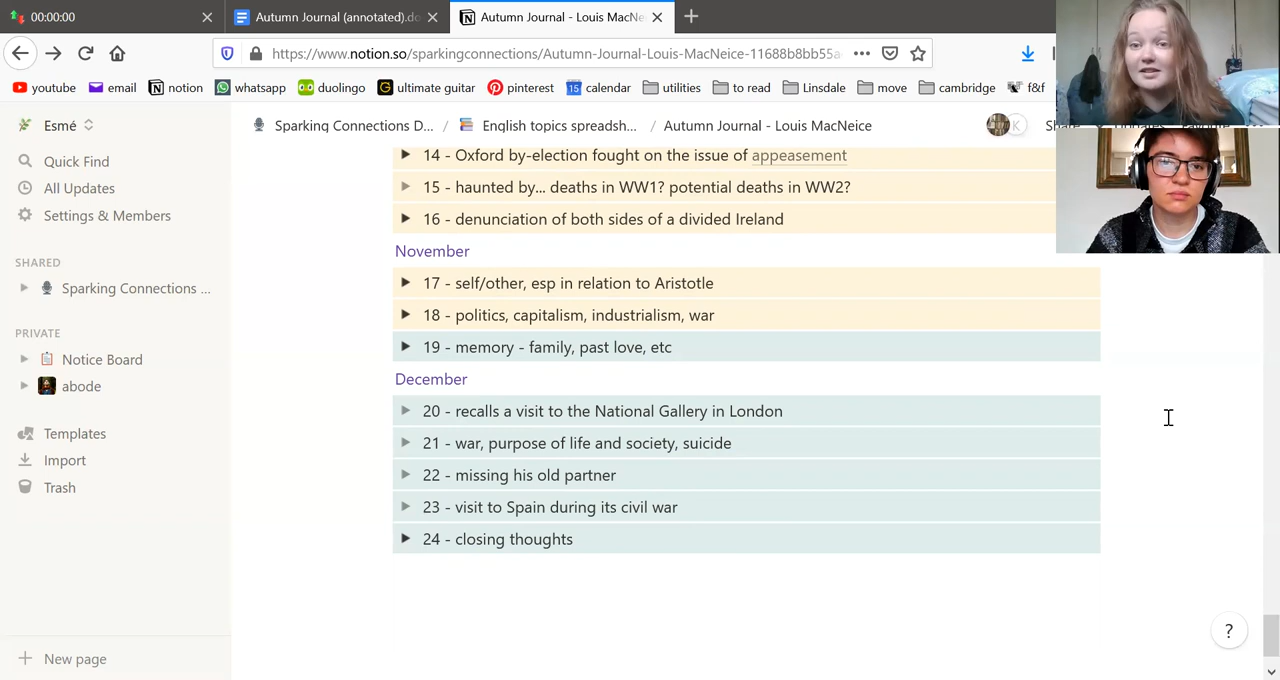 00:00:00
Autumn Journal (annotated).do
Autumn Journal - Louis MacNe
https://www.notion.so/sparkingconnections/Autumn-Journal-Louis-MacNeice-11688b8bb55a
youtube email notion whatsapp duolingo ultimate guitar pinterest calendar utilities to read Linsdale move cambridge f&f
Esmé
Sparking Connections D... / English topics spreadsh... / Autumn Journal - Louis MacNeice
K
Quick Find
All Updates
Settings & Members
SHARED
Sparking Connections ...
PRIVATE
Notice Board
abode
Templates
Import
Trash
New page
14 - Oxford by-election fought on the issue of appeasement
15 - haunted by... deaths in WW1? potential deaths in WW2?
16 - denunciation of both sides of a divided Ireland
November
17 - self/other, esp in relation to Aristotle
18 - politics, capitalism, industrialism, war
19 - memory - family, past love, etc
December
20 - recalls a visit to the National Gallery in London
21 - war, purpose of life and society, suicide
22 - missing his old partner
23 - visit to Spain during its civil war
24 - closing thoughts
?